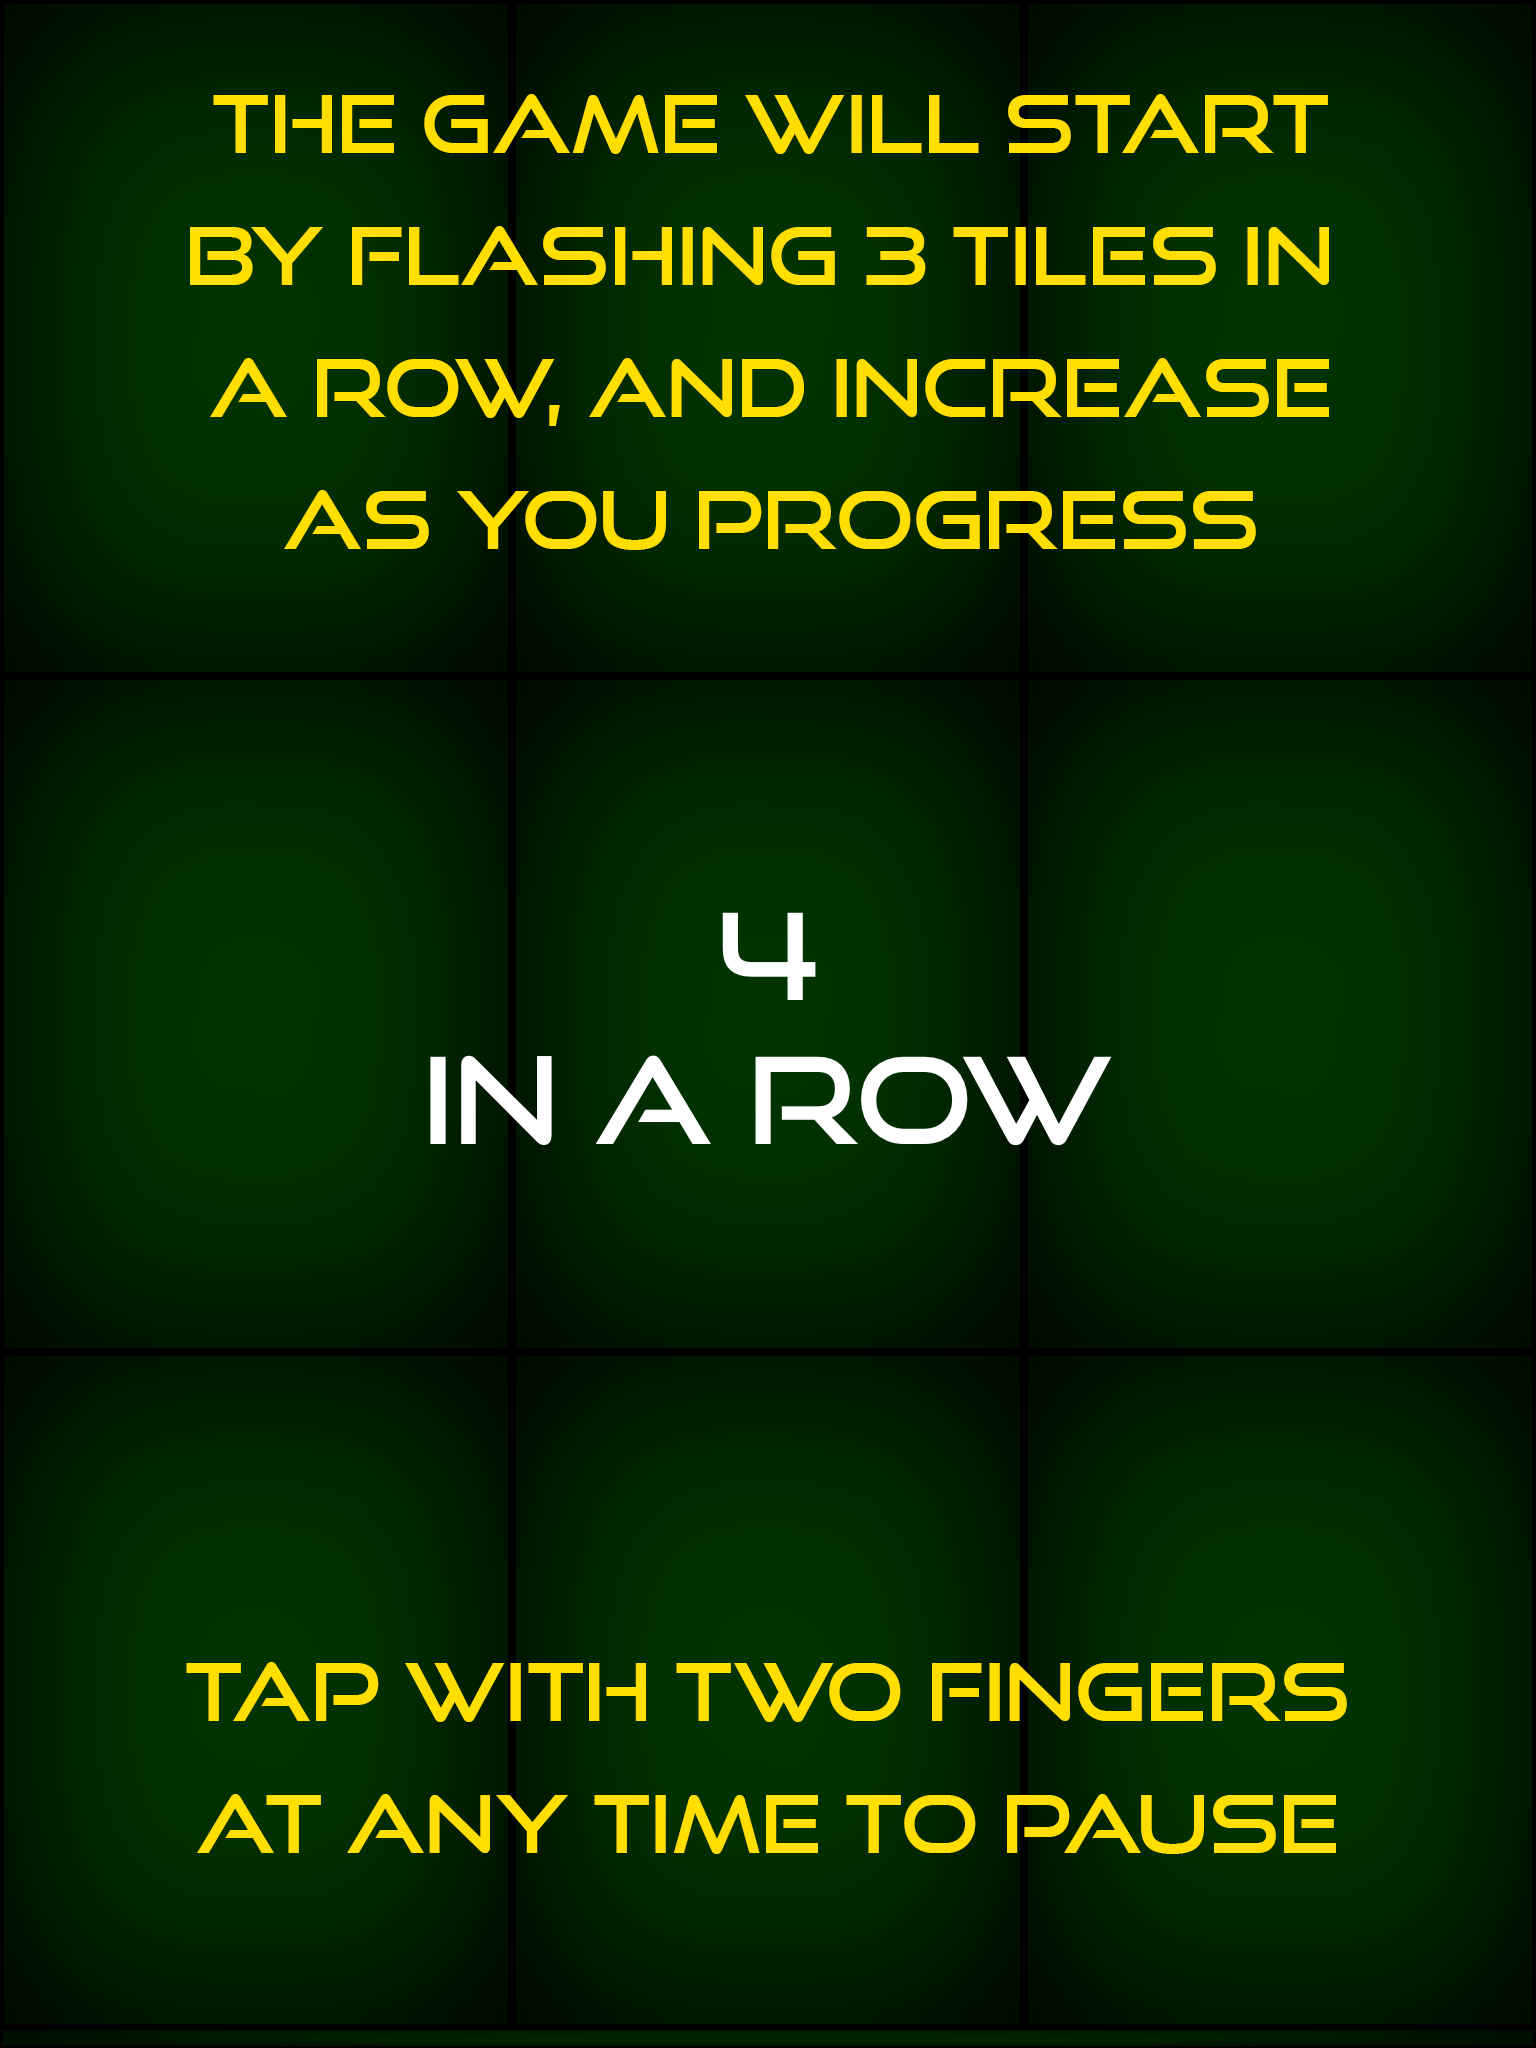 THE GAME WILL START
BY FLASHING 3 TILES IN
A ROW, AND INCREASE
AS YOU PROGRESS
4
IN A ROW
TAP WITH TWO FINGERS
AT ANY TIME TO PAUSE